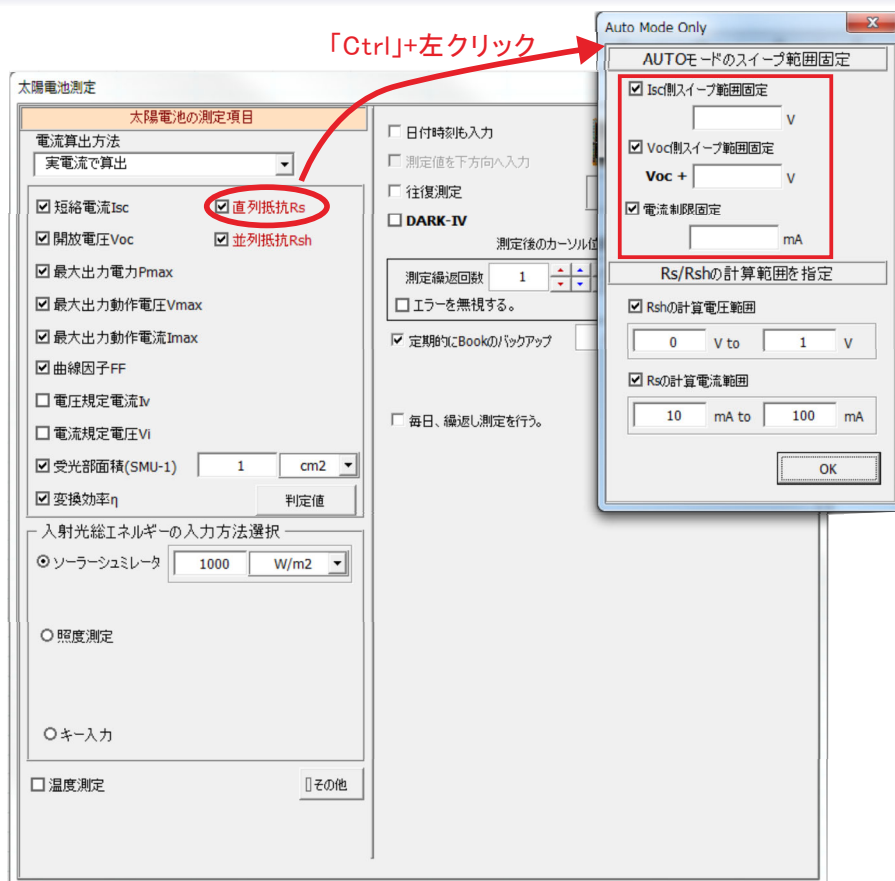 「Ctrl」+左クリック
太陽電池測定
太陽電池の測定項目
電流算出方法
実電流で算出
短絡電流Isc
直列抵抗Rs
開放電圧Voc
並列抵抗Rsh
最大出力電力Pmax
最大出力動作電圧Vmax
最大出力動作電流Imax
曲線因子FF
電圧規定電流Iv
電流規定電圧Vi
受光部面積(SMU-1) 1 cm2
変換効率η
判定値
入射光総エネルギーの入力方法選択
ソーラーシュミレータ 1000 W/m2
照度測定
キー入力
温度測定
その他
日付時刻も入力
測定値を下方向へ入力
往復測定
DARK-IV
測定後のカーソル位
測定繰返回数 1
エラーを無視する。
定期的にBookのバックアップ
毎日、繰返し測定を行う。
Auto Mode Only
AUTOモードのスイープ範囲固定
Isc側スイープ範囲固定
V
Voc側スイープ範囲固定
Voc + V
電流制限固定
mA
Rs/Rshの計算範囲を指定
Rshの計算電圧範囲
0 V to 1 V
Rsの計算電流範囲
10 mA to 100 mA
OK